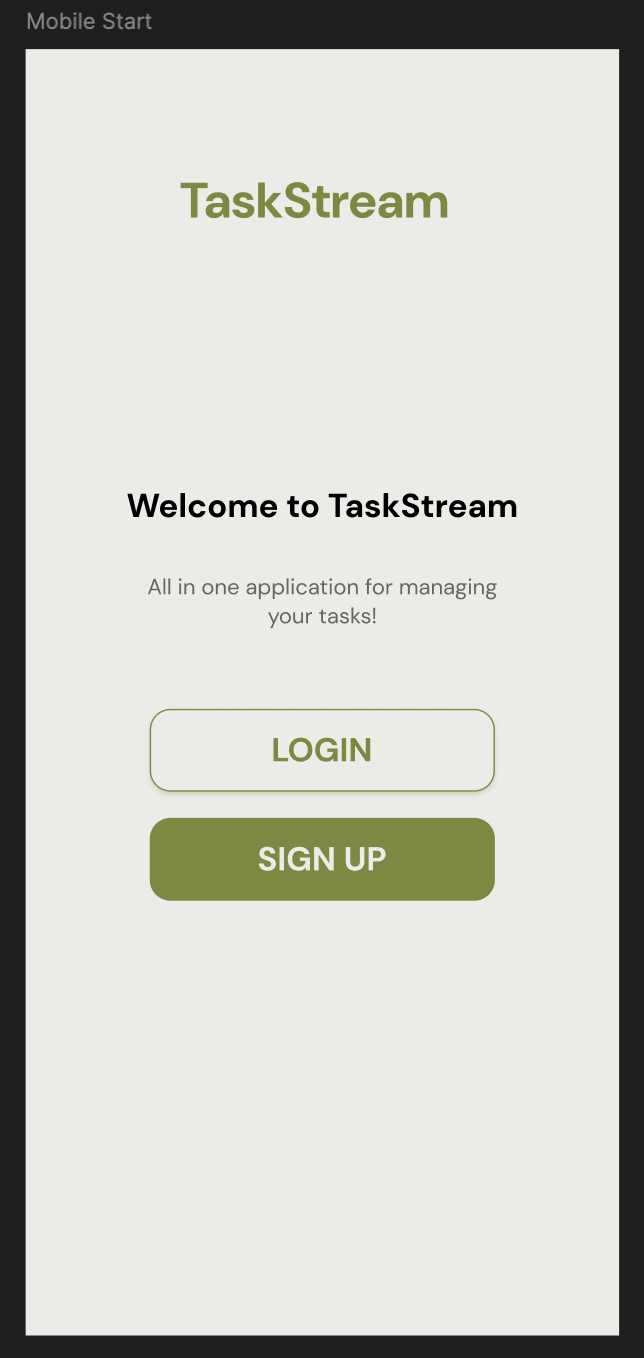 Mobile Start
TaskStream
Welcome to TaskStream
All in one application for managing
your tasks!
LOGIN
SIGN UP